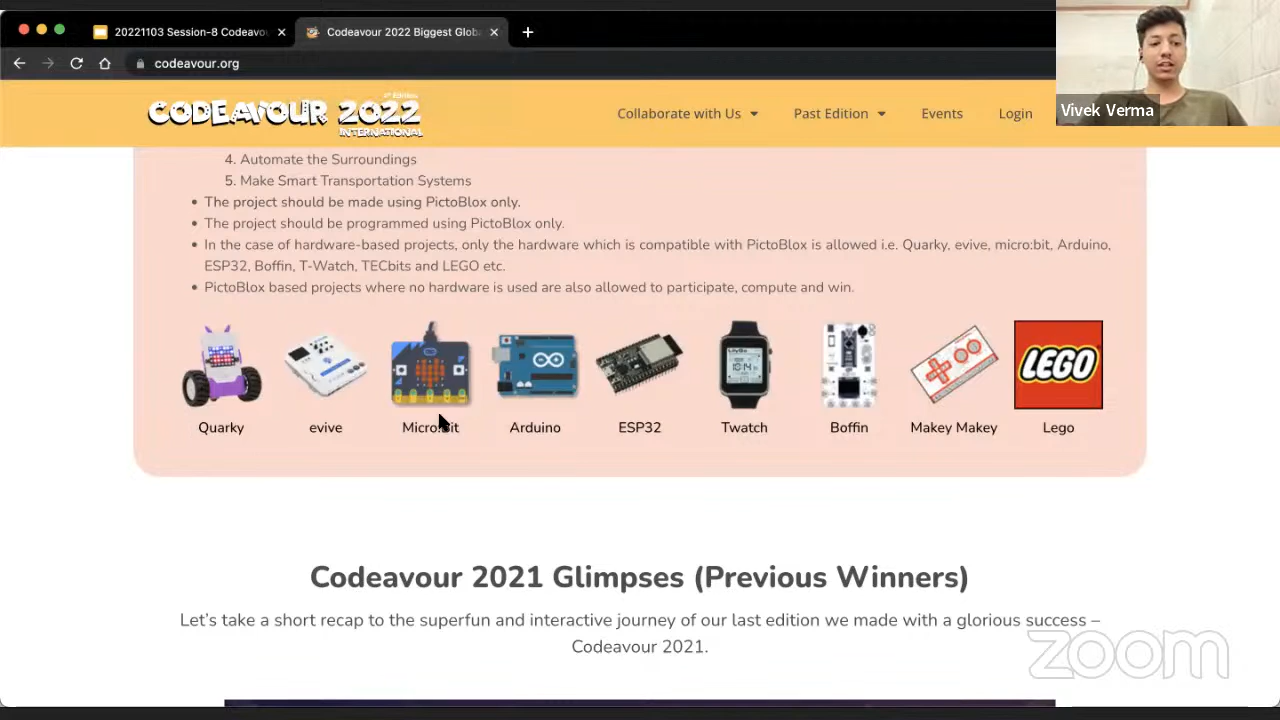 20221103 Session-8 Codeavou
Codeavour 2022 Biggest Globa
codeavour.org
Vivek Verma
CODEAVOUR 2022
INTERNATIONAL
Collaborate with Us
Past Edition
Events
Login
4. Automate the Surroundings
5. Make Smart Transportation Systems
• The project should be made using PictoBlox only.
• The project should be programmed using PictoBlox only.
• In the case of hardware-based projects, only the hardware which is compatible with PictoBlox is allowed i.e. Quarky, evive, micro:bit, Arduino,
ESP32, Boffin, T-Watch, TECbits and LEGO etc.
• PictoBlox based projects where no hardware is used are also allowed to participate, compute and win.
10:14
LEGO
Quarky
evive
Micro:Bit
Arduino
ESP32
Twatch
Boffin
Makey Makey
Lego
Codeavour 2021 Glimpses (Previous Winners)
Let's take a short recap to the superfun and interactive journey of our last edition we made with a glorious success –
Codeavour 2021.
zoom